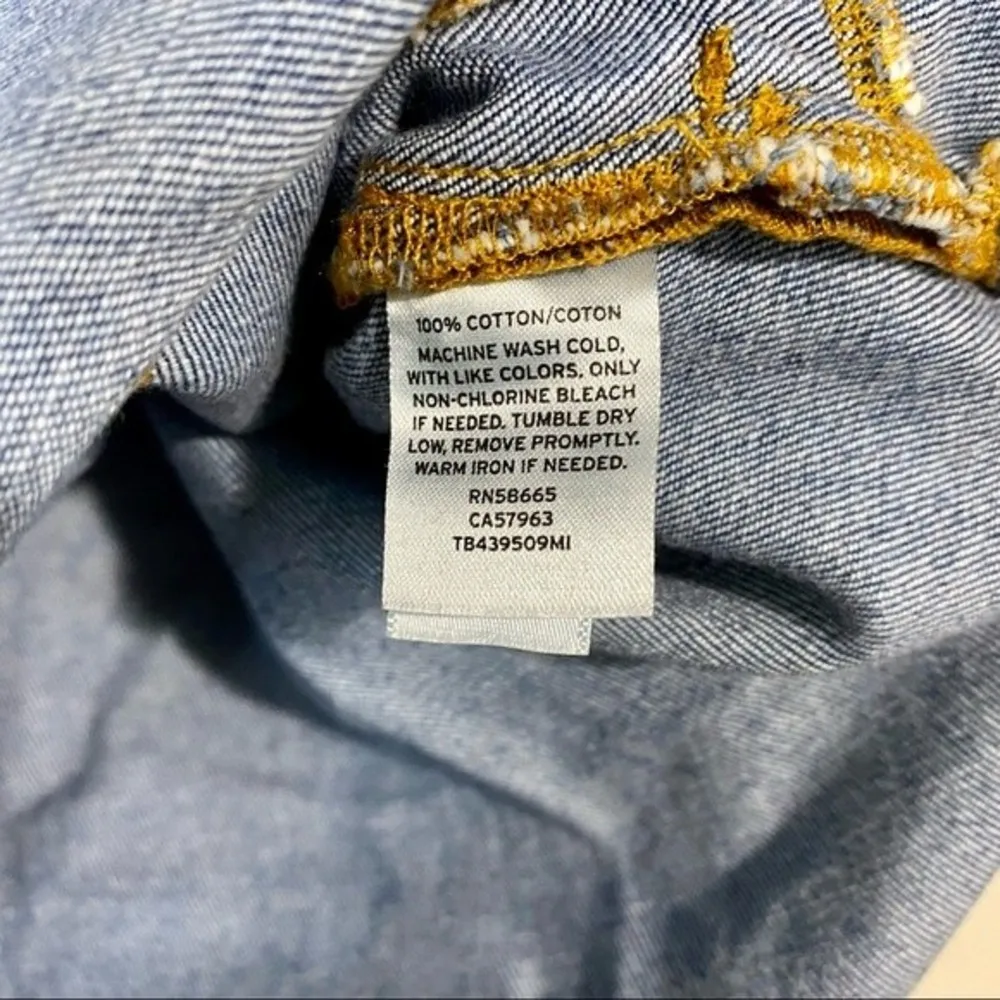 100% COTTON/COTON
MACHINE WASH COLD,
WITH LIKE COLORS. ONLY
NON-CHLORINE BLEACH
IF NEEDED. TUMBLE DRY
LOW, REMOVE PROMPTLY.
WARM IRON IF NEEDED.
RN58665
CA57963
TB439509MI